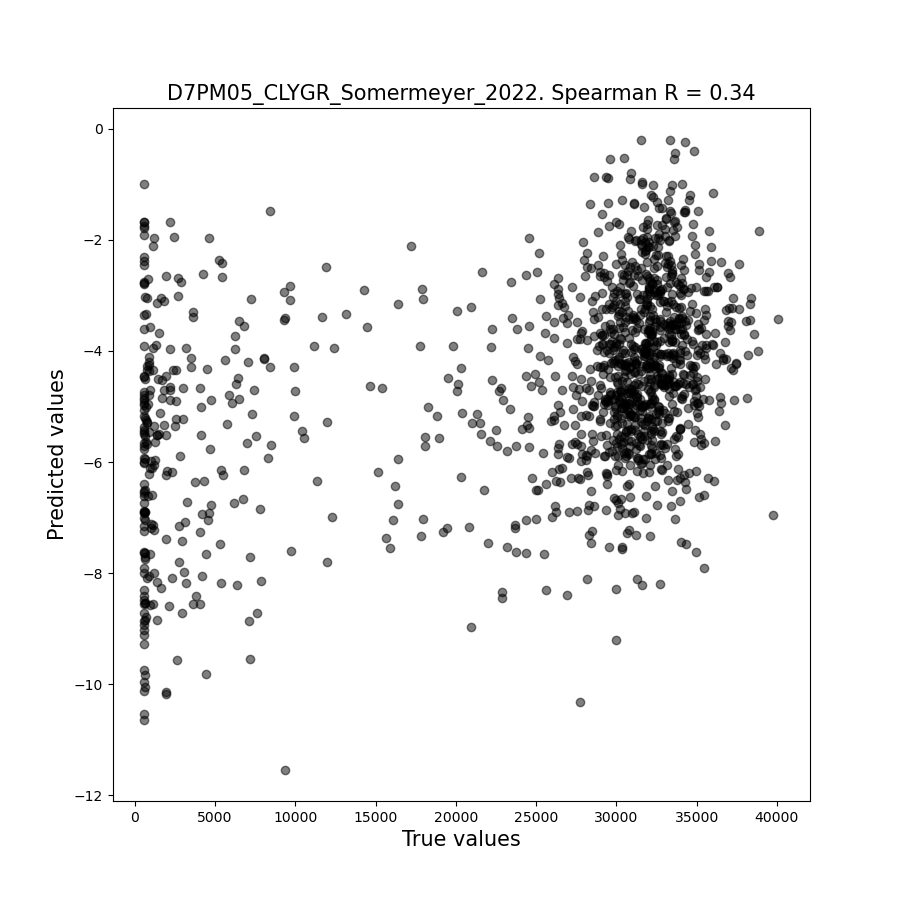 D7PM05_CLYGR_Somermeyer_2022. Spearman R = 0.34
0
−2
−4
−6
−8
−10
−12
Predicted values
0 5000 10000 15000 20000 25000 30000 35000 40000
True values